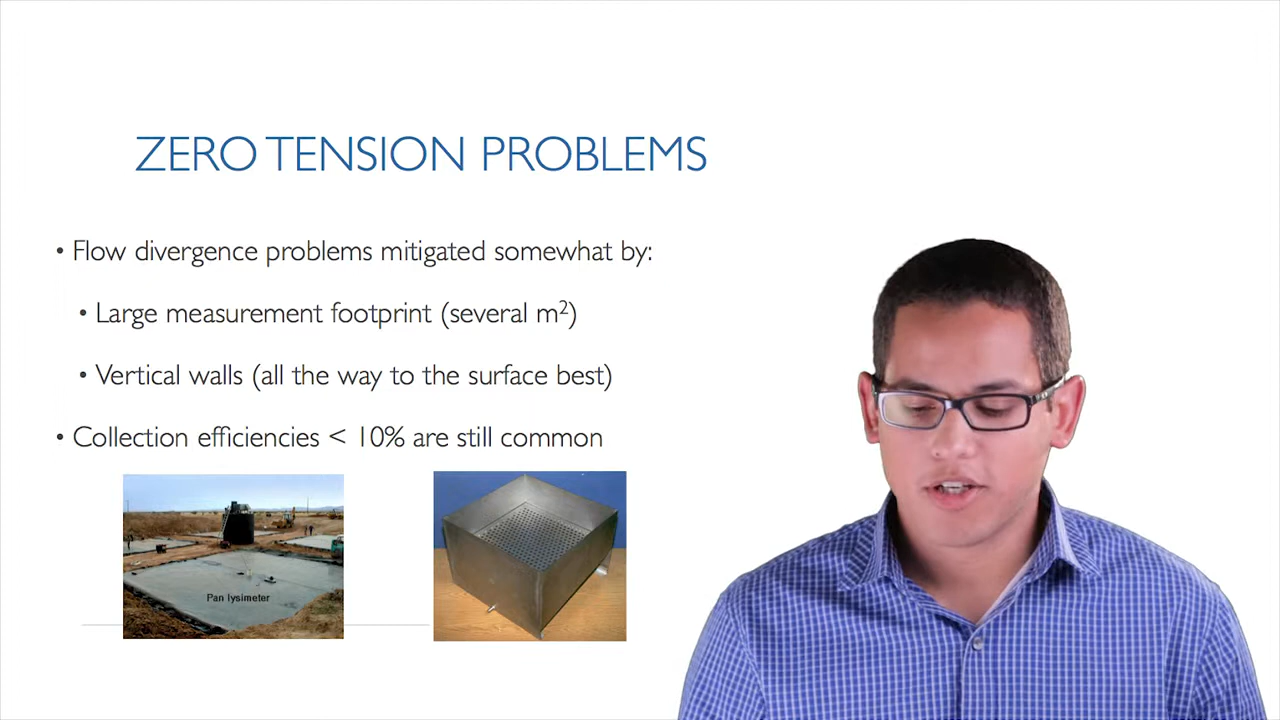 ZERO TENSION PROBLEMS
• Flow divergence problems mitigated somewhat by:
• Large measurement footprint (several m²)
• Vertical walls (all the way to the surface best)
• Collection efficiencies < 10% are still common
Pan lysimeter